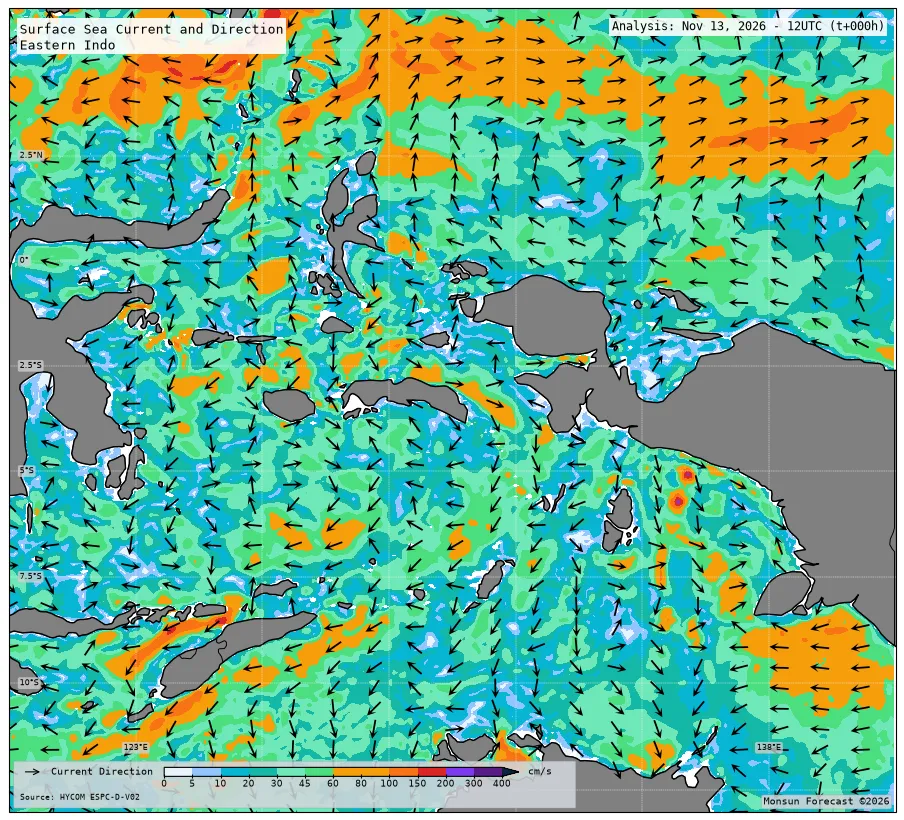 Surface Sea Current and Direction
Eastern Indo
Analysis: Nov 13, 2026 - 12UTC (t+000h)
2.5°N
0°
2.5°S
5°S
7.5°S
10°S
123°E
138°E
Current Direction
0 5 10 20 30 45 60 80 100 150 200 300 400
cm/s
Source: HYCOM ESPC-D-V02
Monsun Forecast ©2026